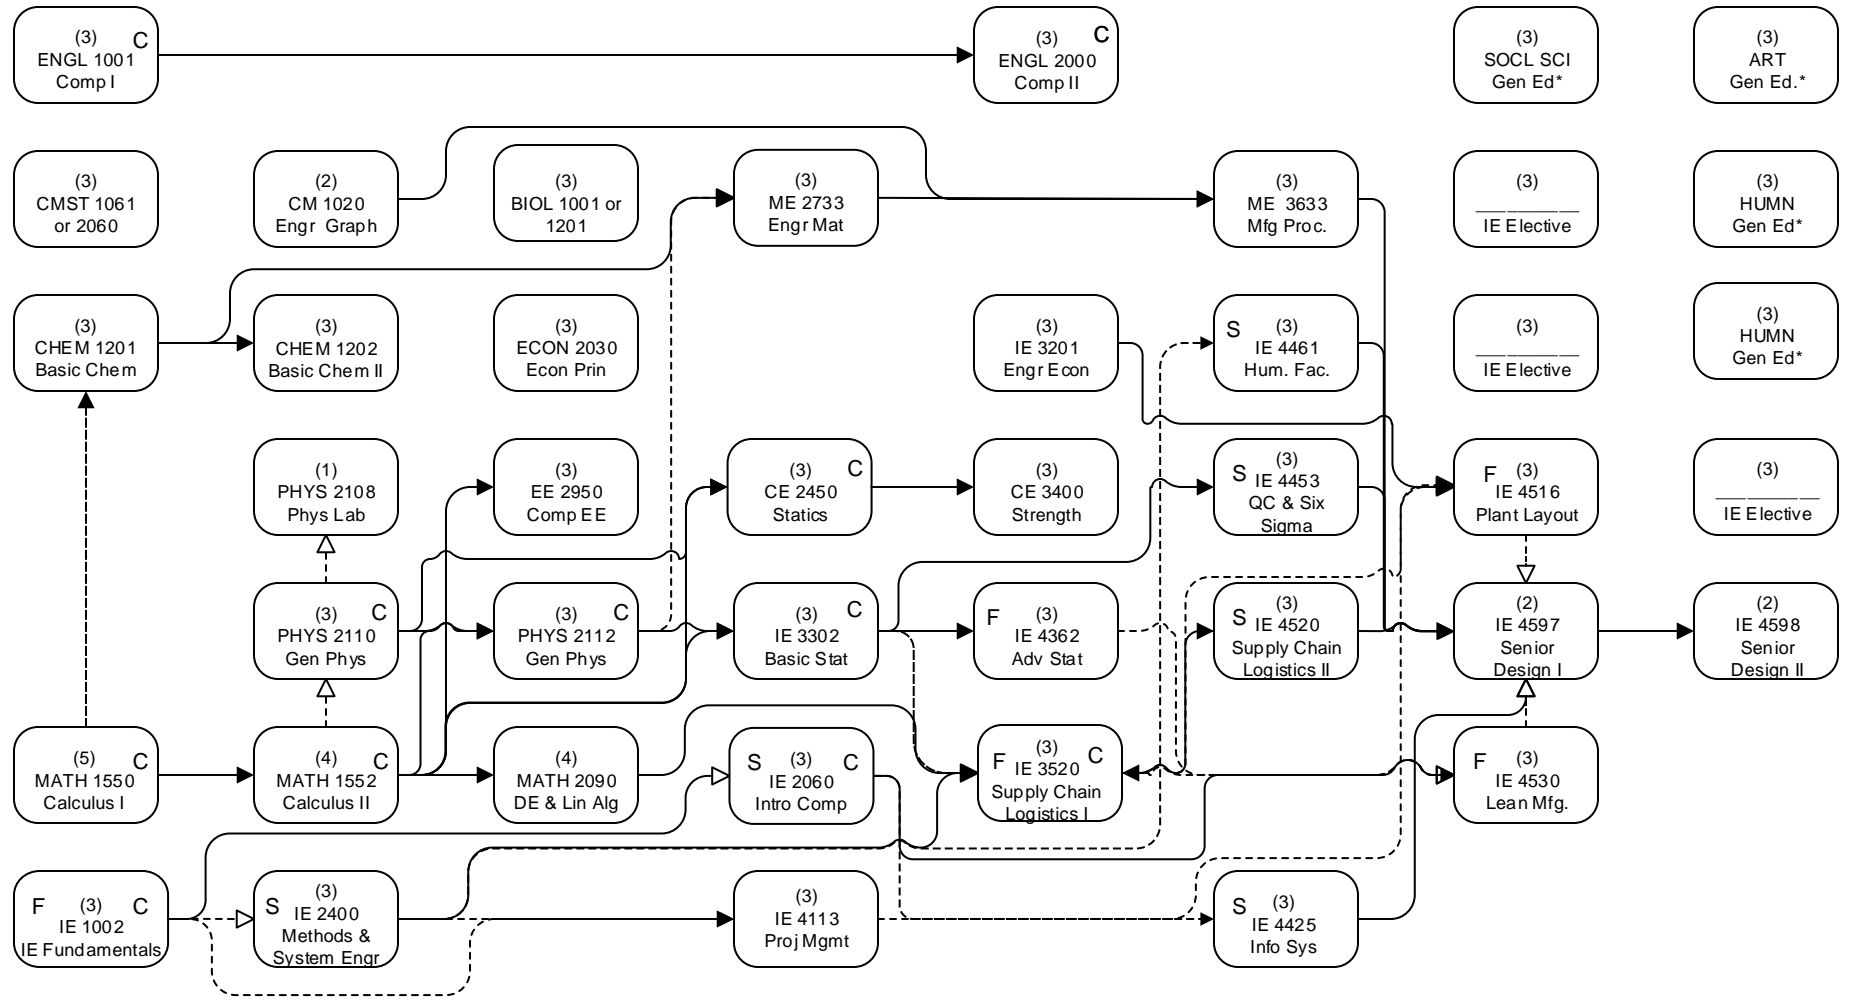 (3) C
ENGL 1001
Comp I
(3) C
ENGL 2000
Comp II
(3)
SOCL SCI
Gen Ed*
(3)
ART
Gen Ed.*
(3)
CMST 1061
or 2060
(2)
CM 1020
Engr Graph
(3)
BIOL 1001 or
1201
(3)
ME 2733
Engr Mat
(3)
ME 3633
Mfg Proc.
(3)
__________
IE Elective
(3)
HUMN
Gen Ed*
(3)
CHEM 1201
Basic Chem
(3)
CHEM 1202
Basic Chem II
(3)
ECON 2030
Econ Prin
(3)
IE 3201
Engr Econ
S (3)
IE 4461
Hum. Fac.
(3)
__________
IE Elective
(3)
HUMN
Gen Ed*
(1)
PHYS 2108
Phys Lab
(3)
EE 2950
Comp EE
(3) C
CE 2450
Statics
(3)
CE 3400
Strength
S (3)
IE 4453
QC & Six
Sigma
F (3)
IE 4516
Plant Layout
(3)
__________
IE Elective
(3) C
PHYS 2110
Gen Phys
(3) C
PHYS 2112
Gen Phys
(3) C
IE 3302
Basic Stat
F (3)
IE 4362
Adv Stat
S (3)
IE 4520
Supply Chain
Logistics II
(2)
IE 4597
Senior
Design I
(2)
IE 4598
Senior
Design II
(5) C
MATH 1550
Calculus I
(4) C
MATH 1552
Calculus II
(4)
MATH 2090
DE & Lin Alg
S (3) C
IE 2060
Intro Comp
F (3) C
IE 3520
Supply Chain
Logistics I
F (3)
IE 4530
Lean Mfg.
F (3) C
IE 1002
IE Fundamentals
S (3)
IE 2400
Methods &
System Engr
(3)
IE 4113
Proj Mgmt
S (3)
IE 4425
Info Sys